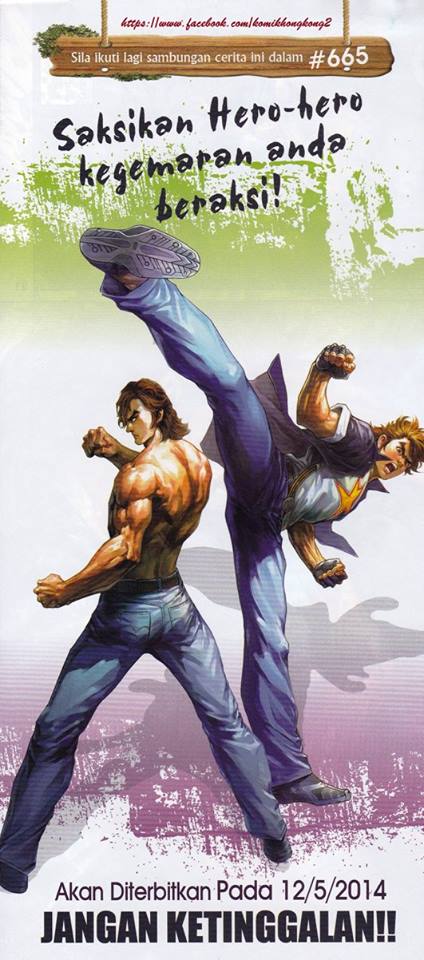 https://www.facebook.com/komikhongkong2
Sila ikuti lagi sambungan cerita ini dalam #665
Saksikan Hero-hero
kegemaran anda
beraksi!
Akan Diterbitkan Pada 12/5/2014
JANGAN KETINGGALAN!!